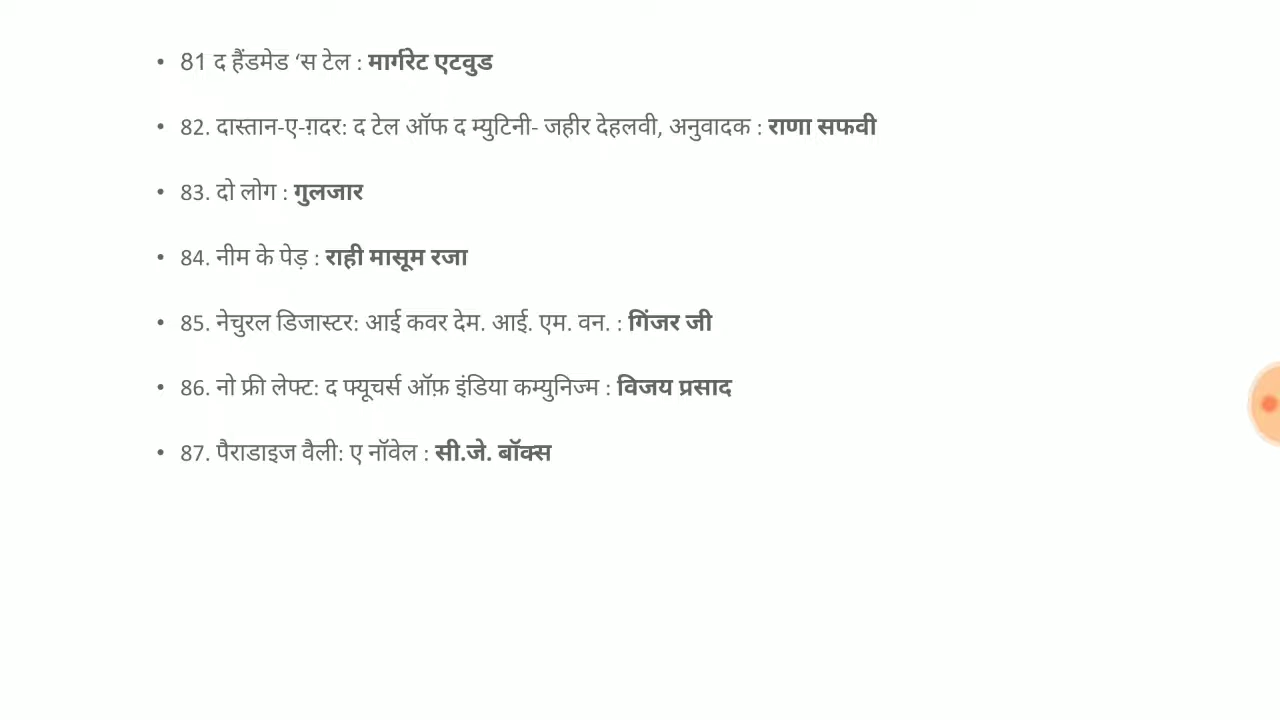 • 81 द हैंडमेड ‘स टेल : मार्गरेट एटवुड
• 82. दास्तान-ए-ग़दर: द टेल ऑफ द म्युटिनी- जहीर देहलवी, अनुवादक : राणा सफवी
• 83. दो लोग : गुलजार
• 84. नीम के पेड़ : राही मासूम रजा
• 85. नेचुरल डिजास्टर: आई कवर देम. आई. एम. वन. : गिंजर जी
• 86. नो फ्री लेफ्ट: द फ्यूचर्स ऑफ़ इंडिया कम्युनिज्म : विजय प्रसाद
• 87. पैराडाइज वैली: ए नॉवेल : सी.जे. बॉक्स